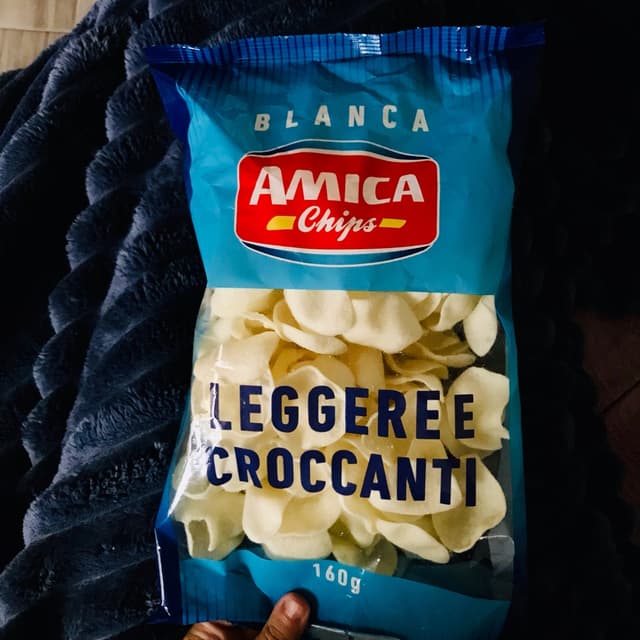 BLANCA
AMICA
Chips
LEGGERE E
CROCCANTI
160g